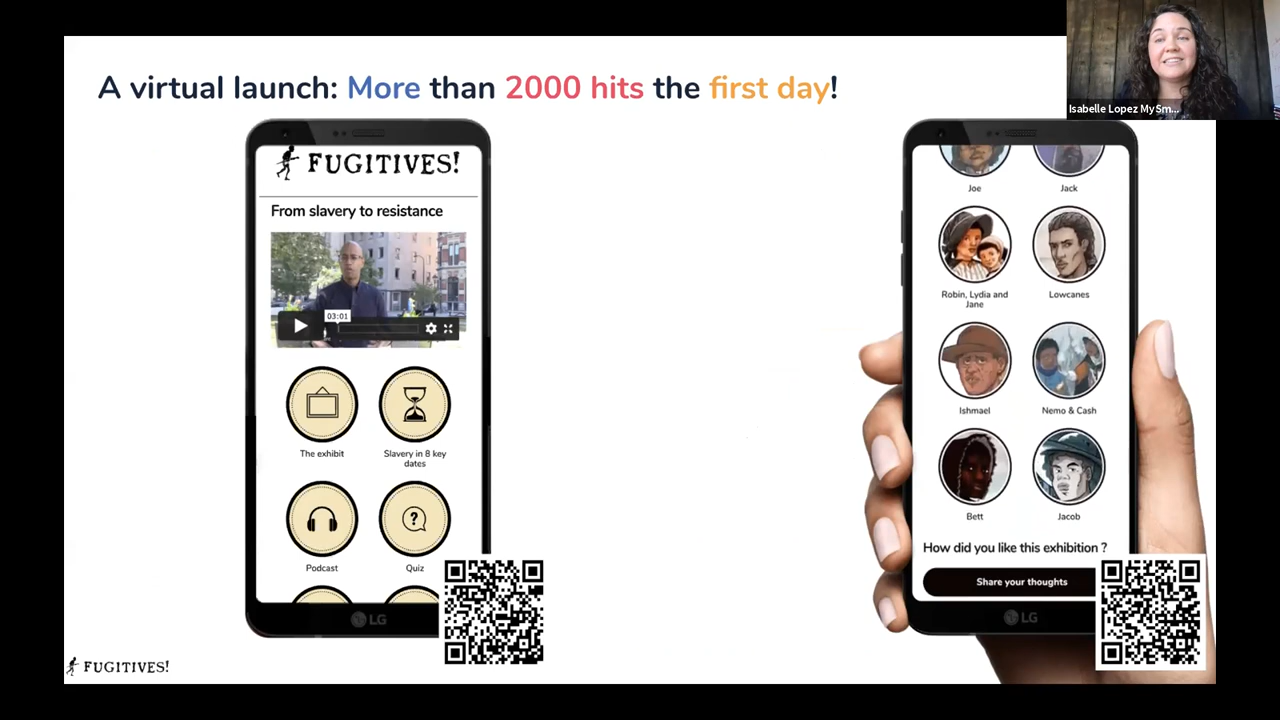 A virtual launch: More than 2000 hits the first day!
Isabelle Lopez MySm...
FUGITIVES!
From slavery to resistance
03:01
The exhibit
Slavery in 8 key
dates
Podcast
Quiz
LG
Joe
Jack
Robin, Lydia and
Jane
Lowcanes
Ishmael
Nemo & Cash
Bett
Jacob
How did you like this exhibition ?
Share your thoughts
LG
FUGITIVES!